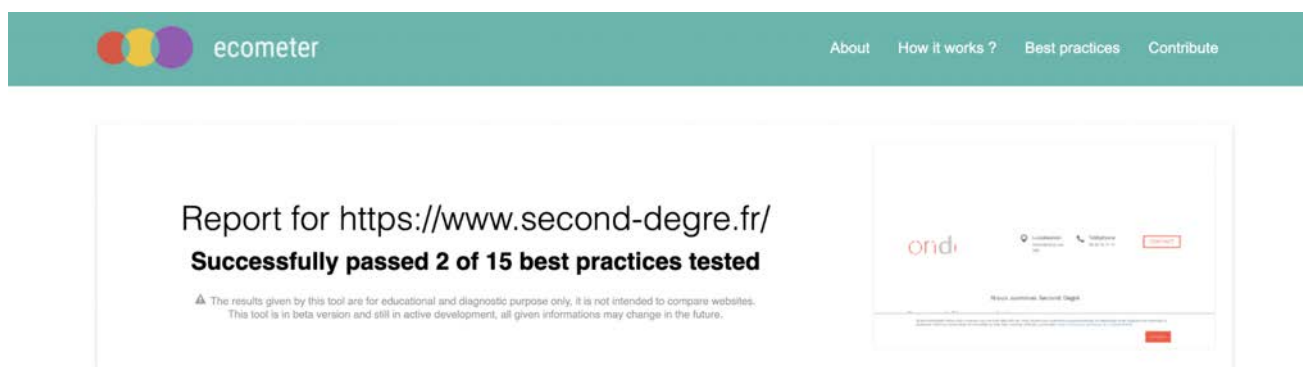 ecometer
About How it works ? Best practices Contribute
Report for https://www.second-degre.fr/
Successfully passed 2 of 15 best practices tested
The results given by this tool are for educational and diagnostic purpose only, it is not intended to compare websites.
This tool is in beta version and still in active development, all given informations may change in the future.
ond
Téléphone
CONTACT
Nous sommes Second Degré